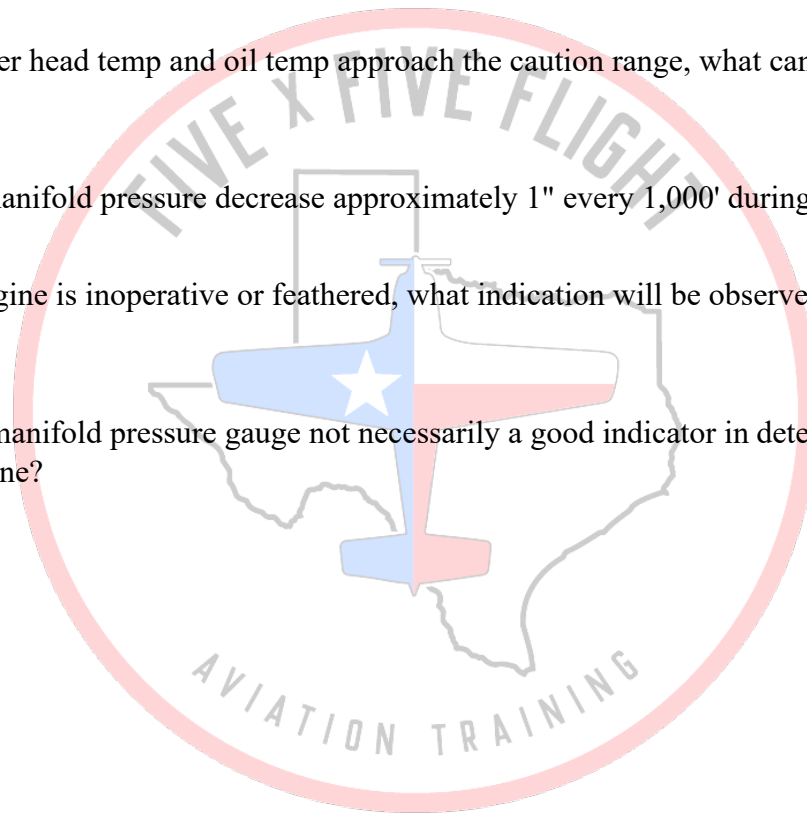 er head temp and oil temp approach the caution range, what can
FIVE X FIVE FLIGHT
anifold pressure decrease approximately 1" every 1,000' during
gine is inoperative or feathered, what indication will be observe
manifold pressure gauge not necessarily a good indicator in dete
ne?
AVIATION TRAINING